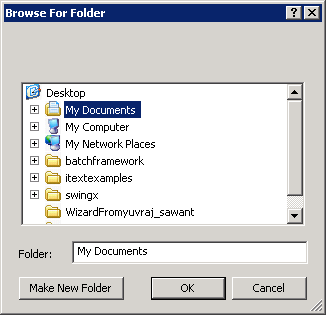 Browse For Folder
Desktop
My Documents
My Computer
My Network Places
batchframework
itextexamples
swingx
WizardFromyuvraj_sawant
Folder: My Documents
Make New Folder OK Cancel